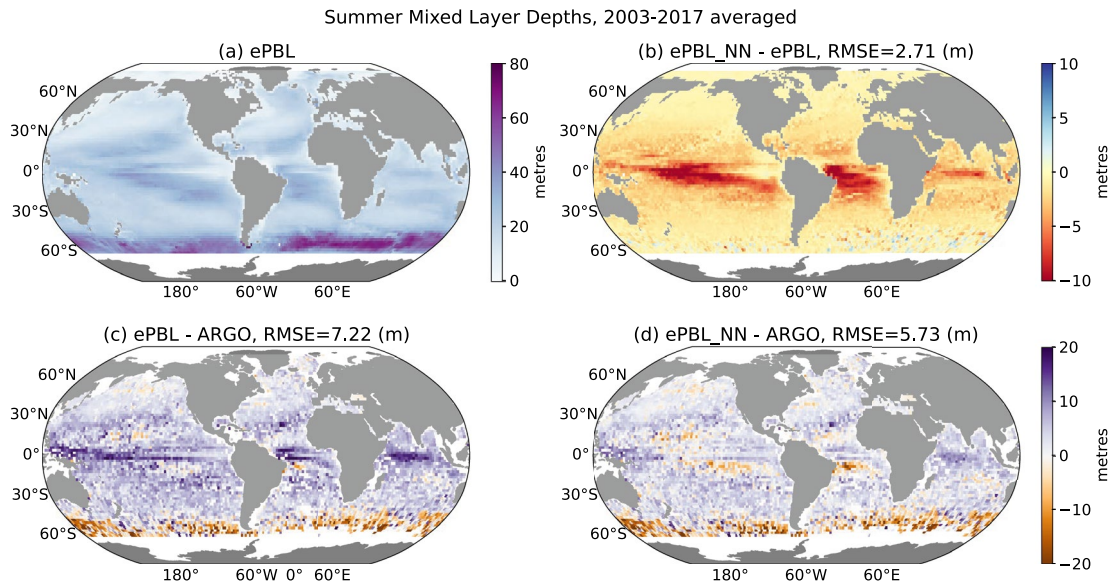 Summer Mixed Layer Depths, 2003-2017 averaged
(a) ePBL
(b) ePBL_NN - ePBL, RMSE=2.71 (m)
60°N
30°N
0°
30°S
60°S
180°
60°W
60°E
80
60
40
20
0
metres
60°N
30°N
0°
30°S
60°S
180°
60°W
60°E
10
5
0
−5
−10
metres
(c) ePBL - ARGO, RMSE=7.22 (m)
(d) ePBL_NN - ARGO, RMSE=5.73 (m)
60°N
30°N
0°
30°S
60°S
180°
60°W
0°
60°E
60°N
30°N
0°
30°S
60°S
180°
60°W
60°E
20
10
0
−10
−20
metres